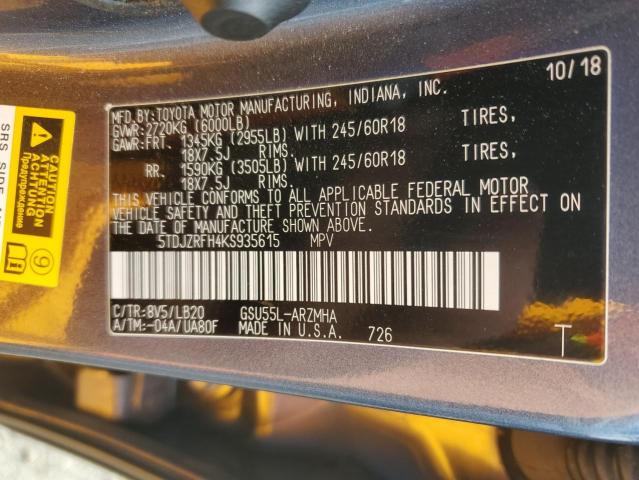 10/18
MFD.BY:TOYOTA MOTOR MANUFACTURING, INDIANA, INC.
GVWR:2720KG (6000LB)
GAWR:FRT. 1345KG (2955LB) WITH 245/60R18 TIRES,
18X7.5J RIMS.
RR. 1590KG (3505LB) WITH 245/60R18 TIRES,
18X7.5J RIMS.
THIS VEHICLE CONFORMS TO ALL APPLICABLE FEDERAL MOTOR
VEHICLE SAFETY AND THEFT PREVENTION STANDARDS IN EFFECT ON
THE DATE OF MANUFACTURE SHOWN ABOVE.
5TDJZRFH4KS935615 MPV
C/TR:8V5/LB20 GSU55L-ARZMHA
A/TM:-04A/UA80F MADE IN U.S.A. 726
T
CAUTION
ATTENTION
ACHTUNG
Предупреждение
9
SRS SIDE